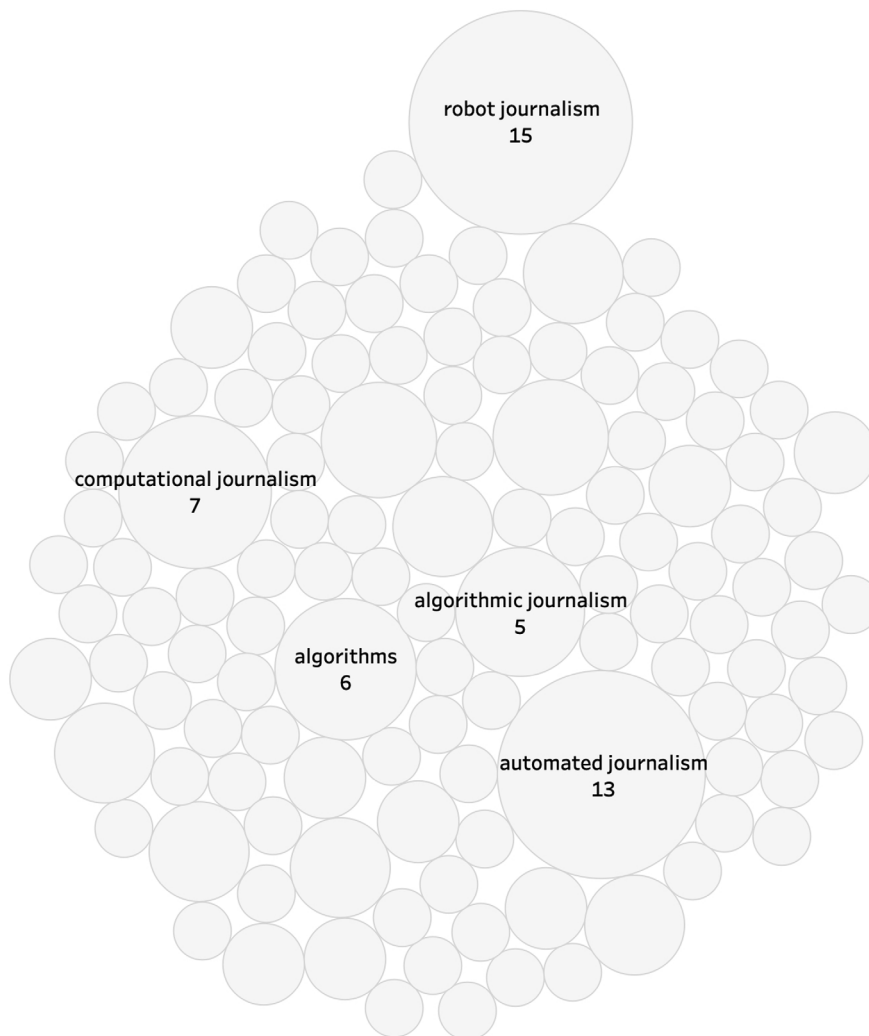 robot journalism
15
computational journalism
7
algorithmic journalism
5
algorithms
6
automated journalism
13